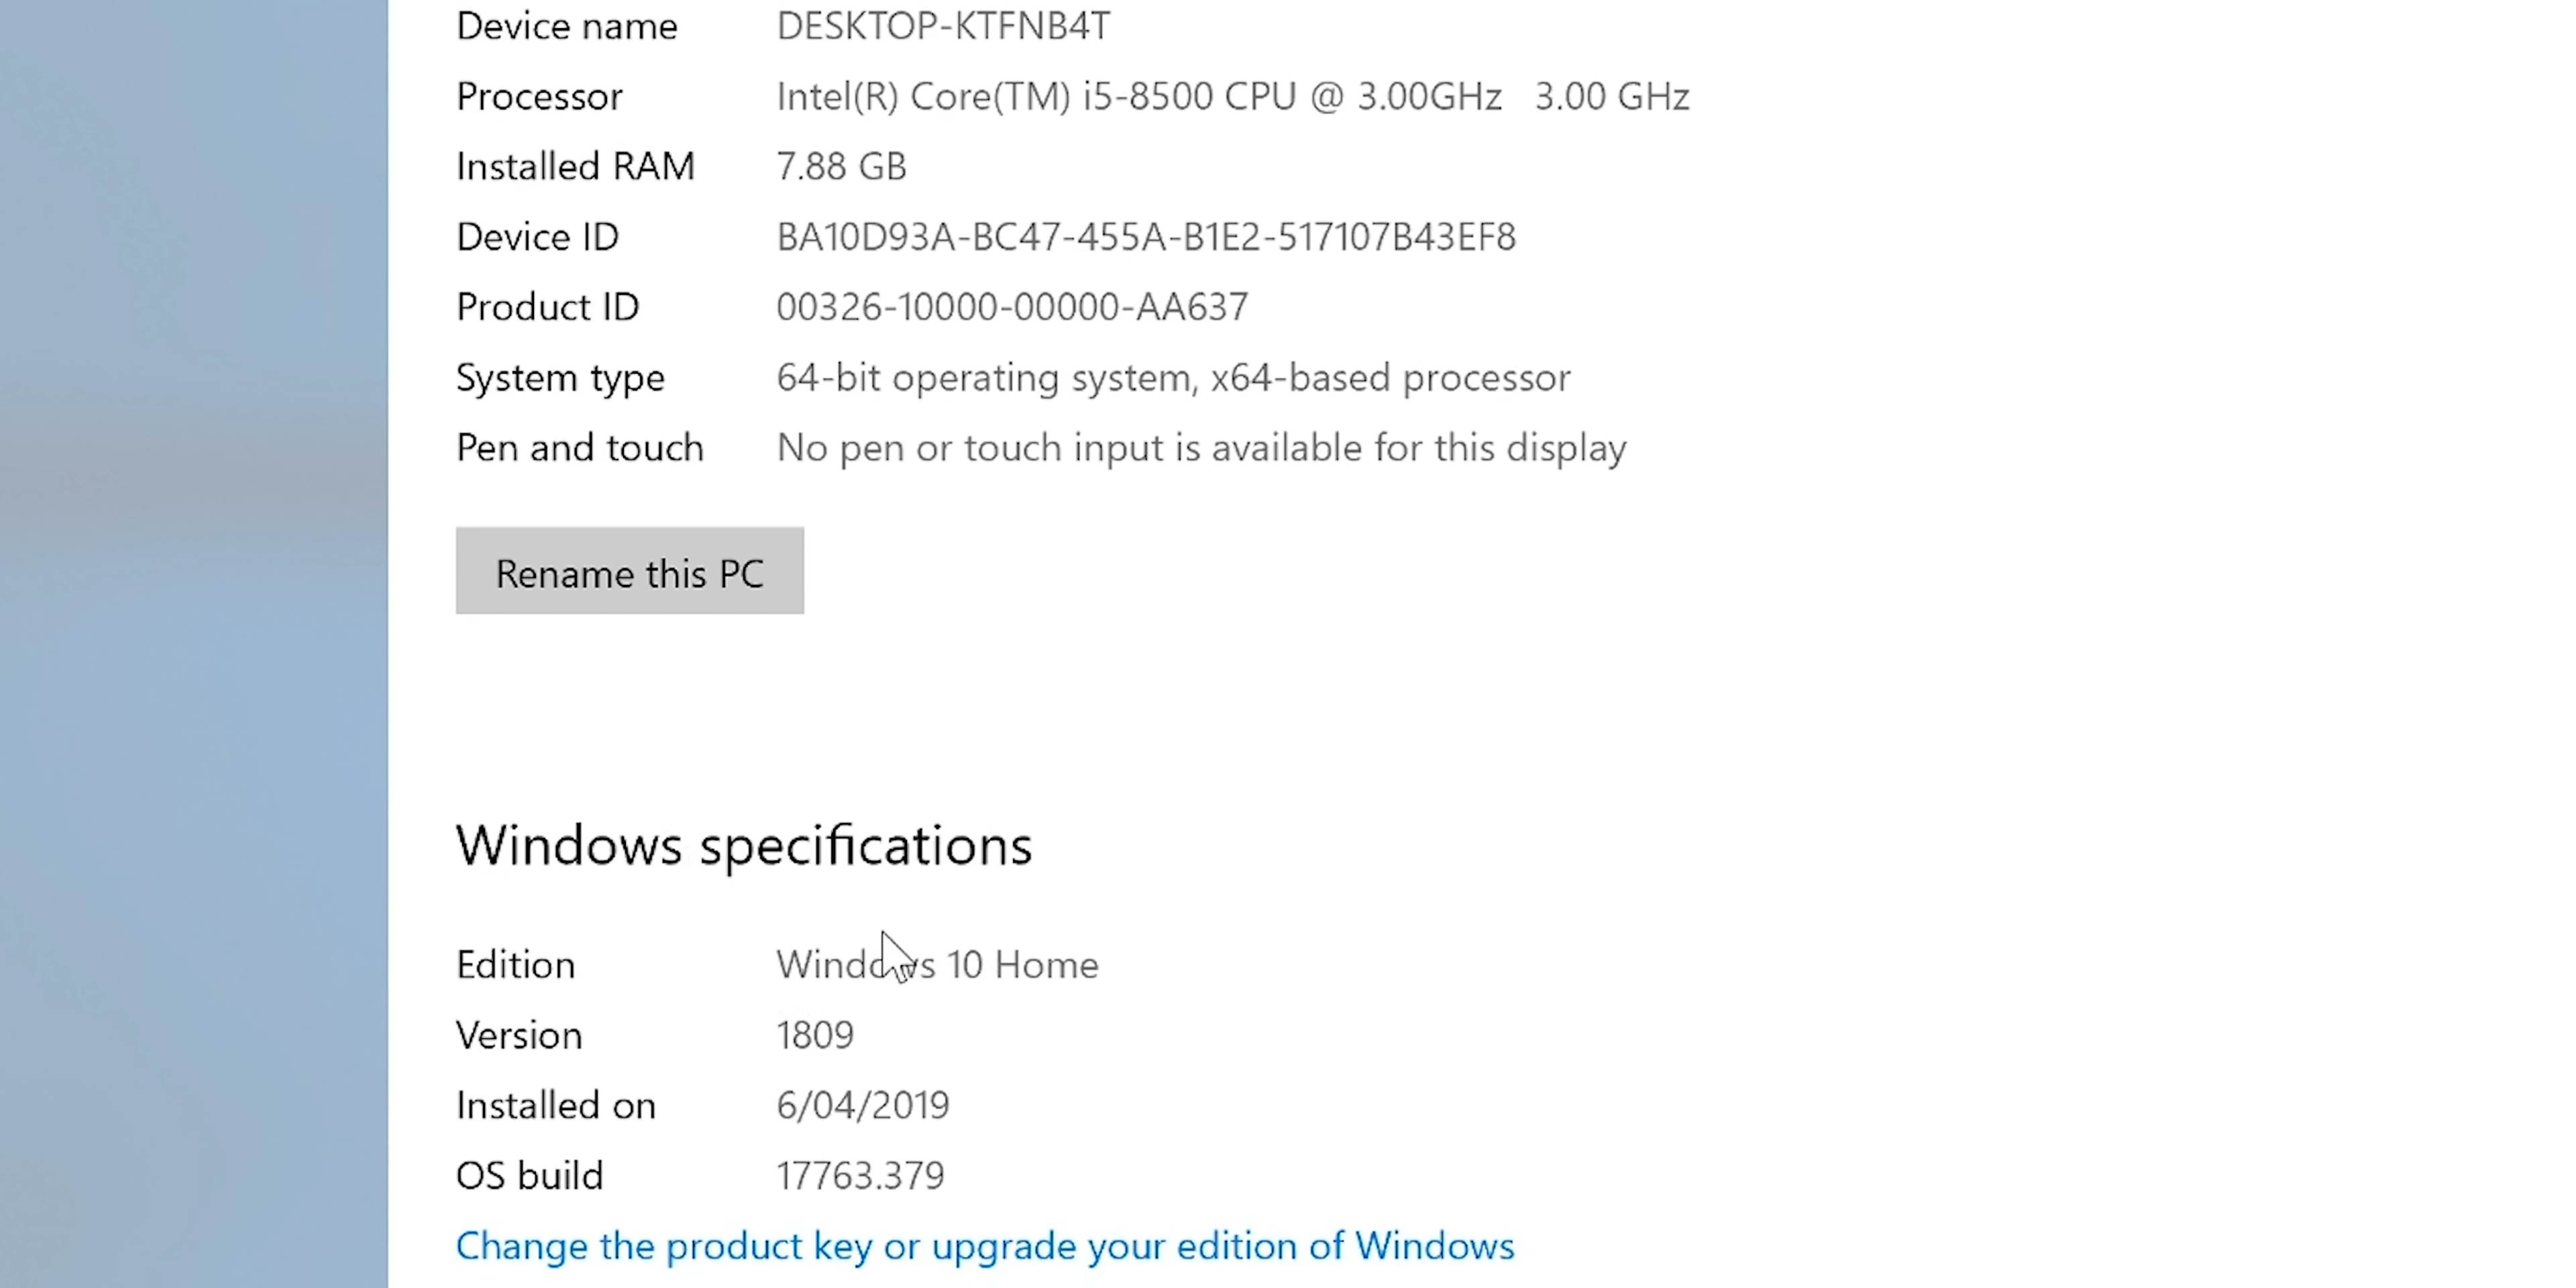 Device name DESKTOP-KTFNB4T
Processor Intel(R) Core(TM) i5-8500 CPU @ 3.00GHz 3.00 GHz
Installed RAM 7.88 GB
Device ID BA10D93A-BC47-455A-B1E2-517107B43EF8
Product ID 00326-10000-00000-AA637
System type 64-bit operating system, x64-based processor
Pen and touch No pen or touch input is available for this display
Rename this PC
Windows specifications
Edition Windows 10 Home
Version 1809
Installed on 6/04/2019
OS build 17763.379
Change the product key or upgrade your edition of Windows